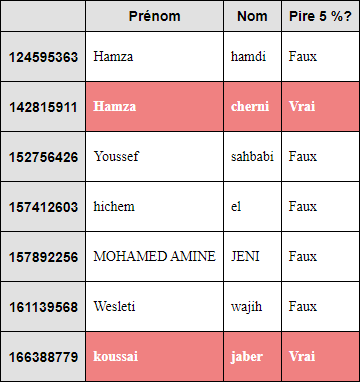 Prénom Nom Pire 5 %?
124595363 Hamza hamdi Faux
142815911 Hamza cherni Vrai
152756426 Youssef sahbabi Faux
157412603 hichem el Faux
157892256 MOHAMED AMINE JENI Faux
161139568 Wesleti wajih Faux
166388779 koussai jaber Vrai